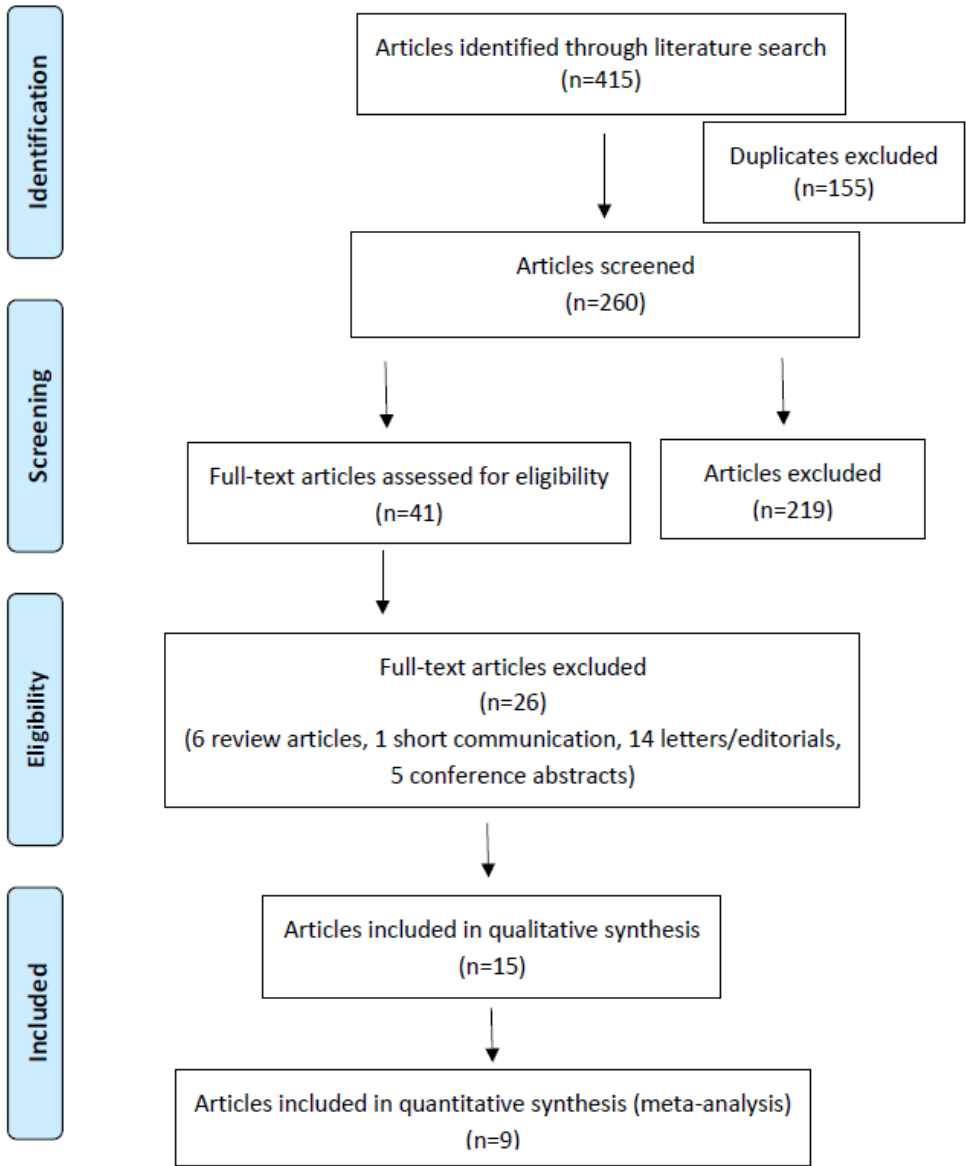 Identification
Articles identified through literature search
(n=415)
Duplicates excluded
(n=155)
Articles screened
(n=260)
Screening
Full-text articles assessed for eligibility
(n=41)
Articles excluded
(n=219)
Eligibility
Full-text articles excluded
(n=26)
(6 review articles, 1 short communication, 14 letters/editorials,
5 conference abstracts)
Included
Articles included in qualitative synthesis
(n=15)
Articles included in quantitative synthesis (meta-analysis)
(n=9)